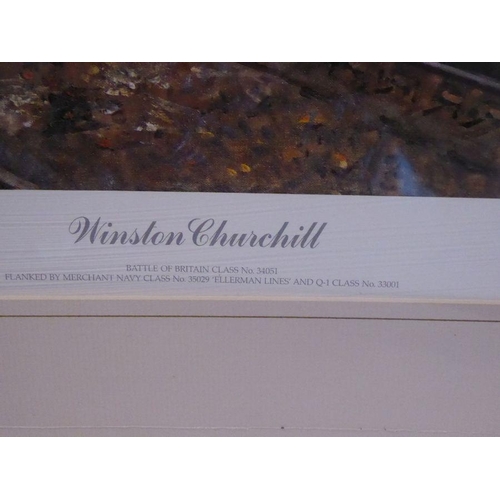 Winston Churchill
BATTLE OF BRITAIN CLASS No. 34051
FLANKED BY MERCHANT NAVY CLASS No. 35029 'ELLERMAN LINES' AND Q-1 CLASS No. 33001